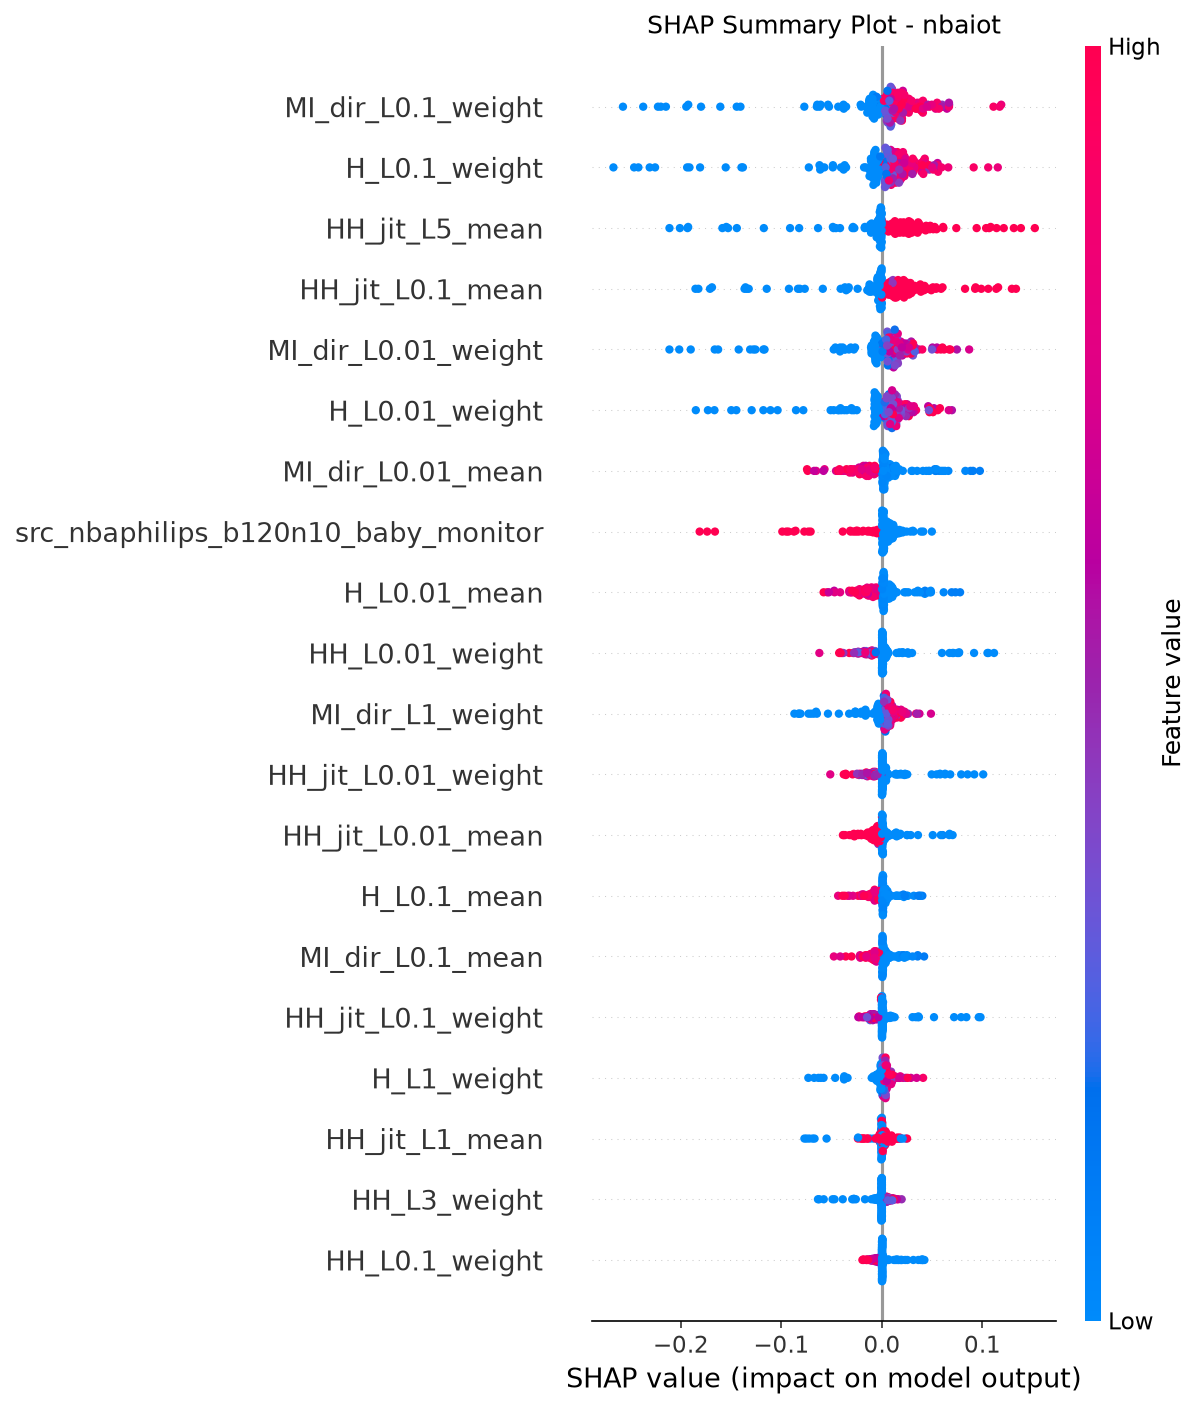 SHAP Summary Plot - nbaiot
High
MI_dir_L0.1_weight
H_L0.1_weight
HH_jit_L5_mean
HH_jit_L0.1_mean
MI_dir_L0.01_weight
H_L0.01_weight
MI_dir_L0.01_mean
src_nbaphilips_b120n10_baby_monitor
H_L0.01_mean
HH_L0.01_weight
MI_dir_L1_weight
HH_jit_L0.01_weight
HH_jit_L0.01_mean
H_L0.1_mean
MI_dir_L0.1_mean
HH_jit_L0.1_weight
H_L1_weight
HH_jit_L1_mean
HH_L3_weight
HH_L0.1_weight
Feature value
Low
−0.2 −0.1 0.0 0.1
SHAP value (impact on model output)